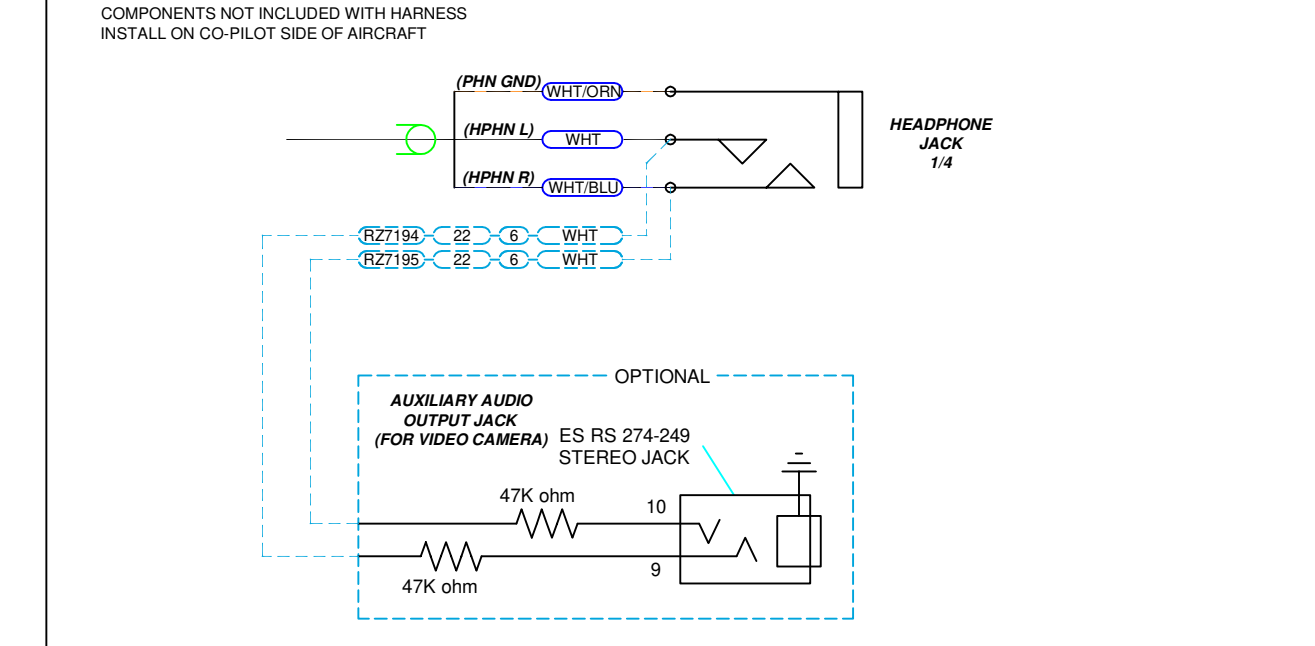 COMPONENTS NOT INCLUDED WITH HARNESS
INSTALL ON CO-PILOT SIDE OF AIRCRAFT
(PHN GND) WHT/ORN
(HPHN L) WHT
(HPHN R) WHT/BLU
HEADPHONE
JACK
1/4
RZ7194 22 6 WHT
RZ7195 22 6 WHT
OPTIONAL
AUXILIARY AUDIO
OUTPUT JACK
(FOR VIDEO CAMERA)
ES RS 274-249
STEREO JACK
47K ohm
10
9
47K ohm